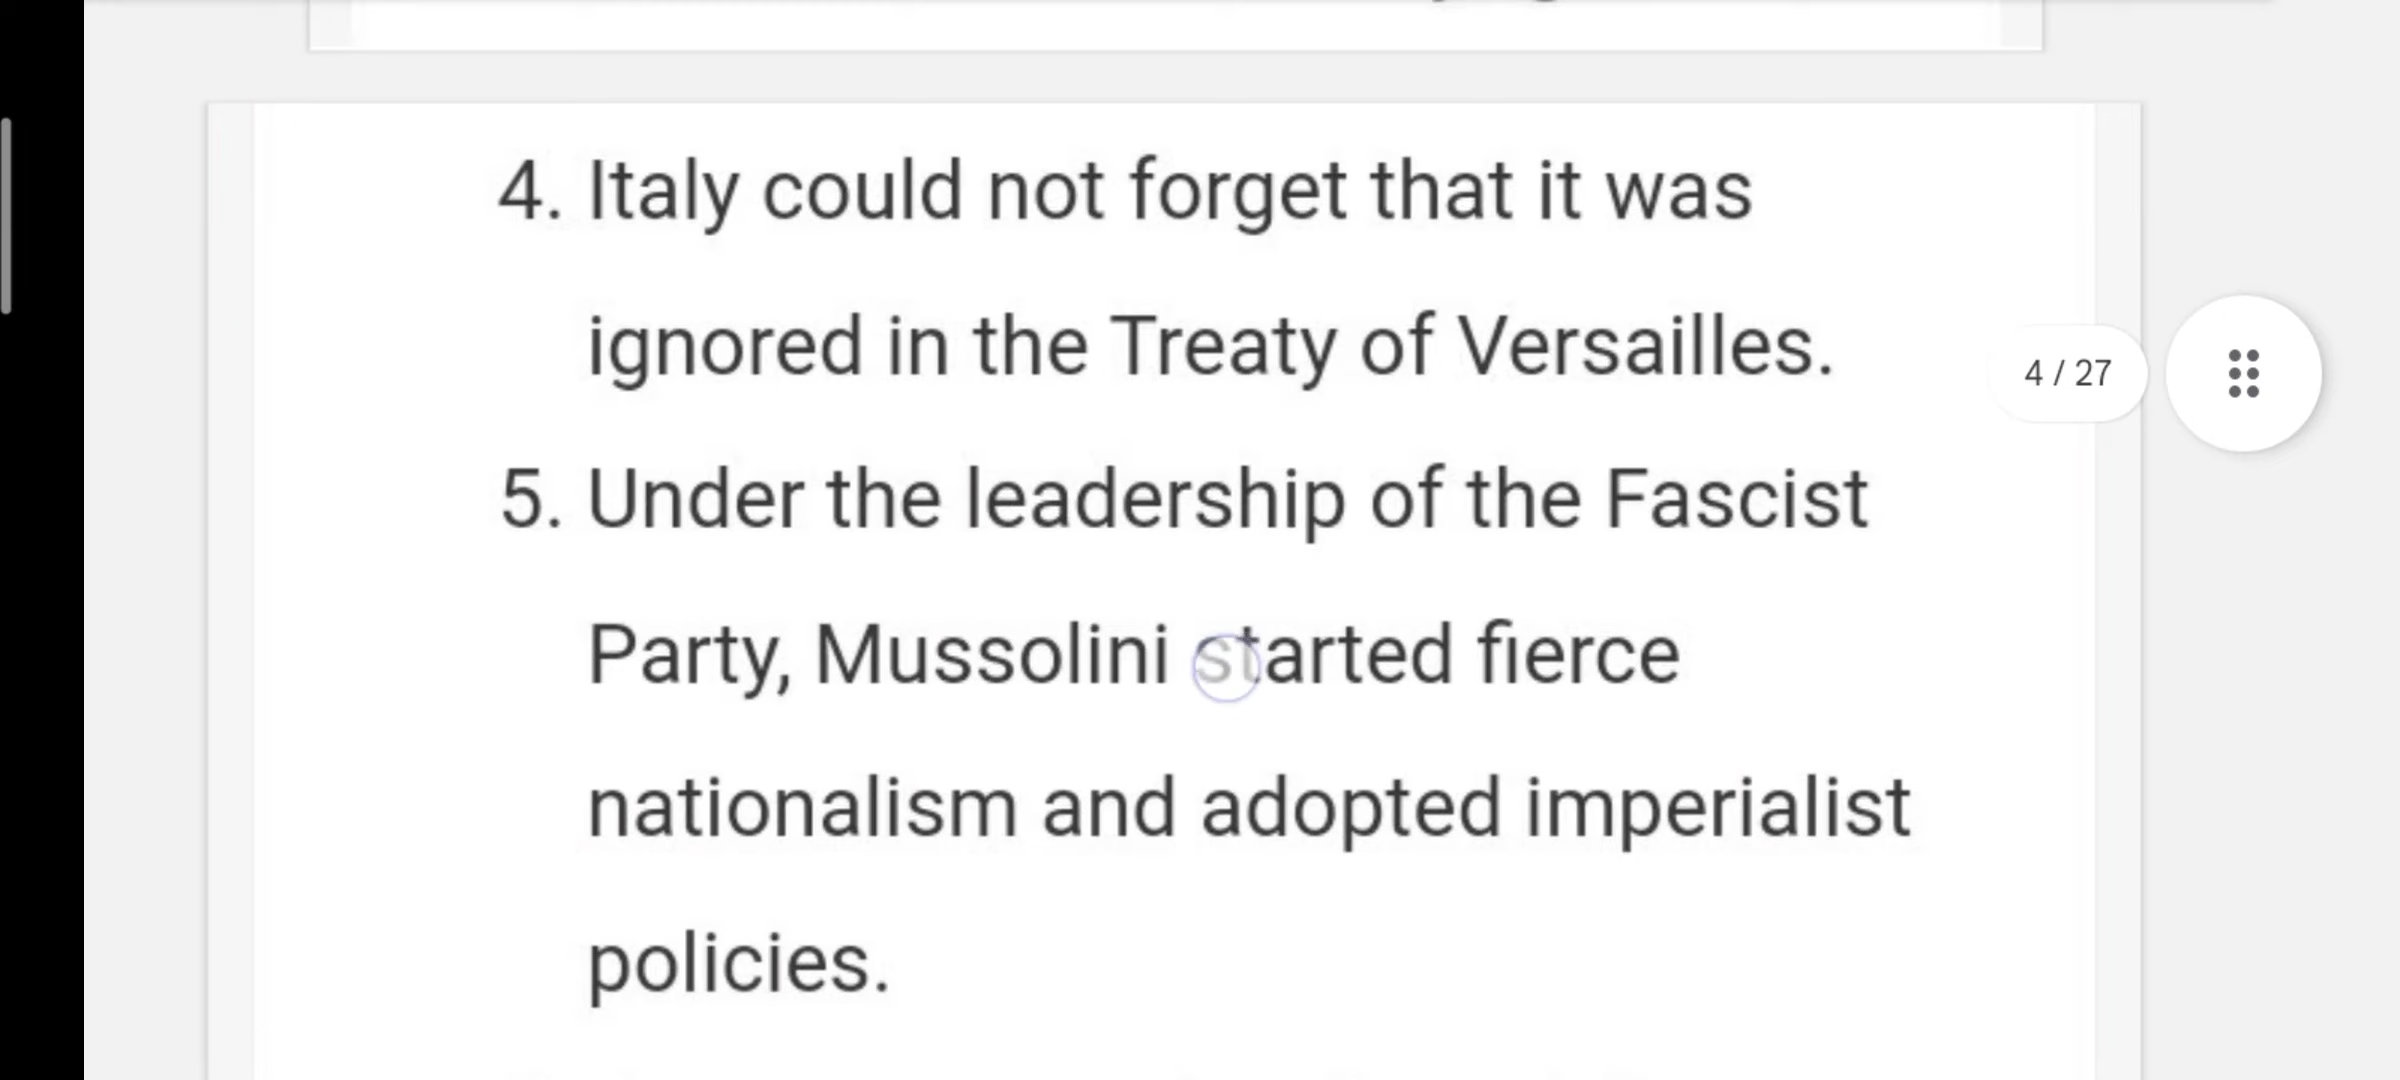 4. Italy could not forget that it was
ignored in the Treaty of Versailles.
4 / 27
5. Under the leadership of the Fascist
Party, Mussolini started fierce
nationalism and adopted imperialist
policies.